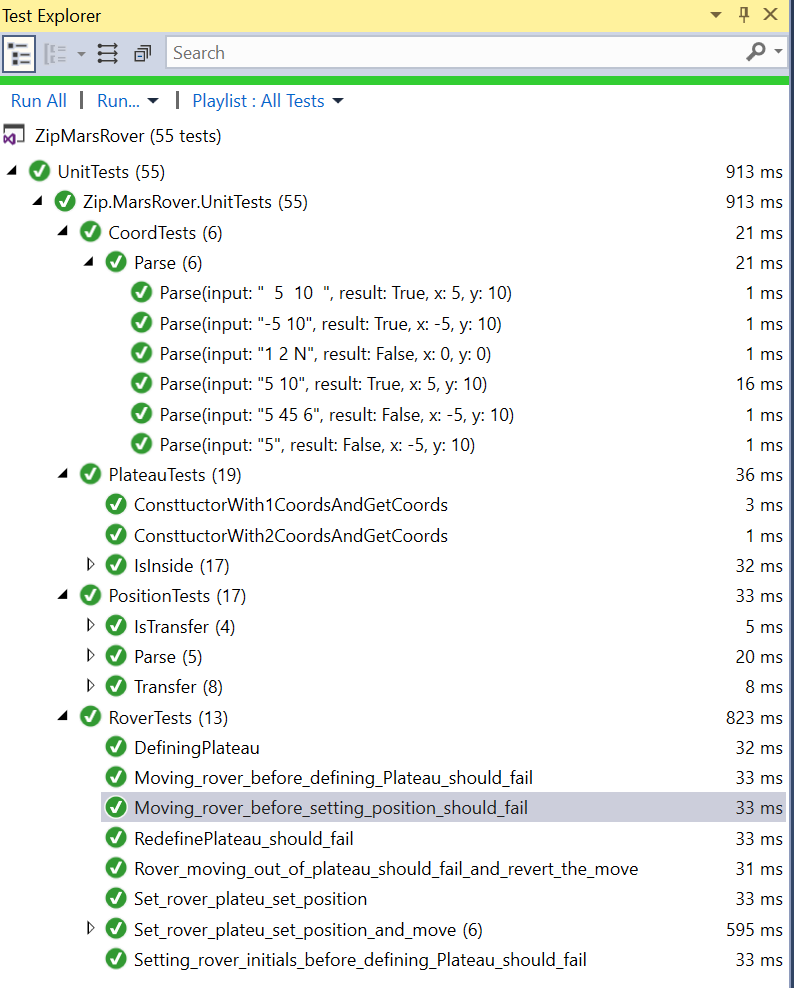 Test Explorer
Search
Run All | Run... | Playlist : All Tests
ZipMarsRover (55 tests)
UnitTests (55) 913 ms
Zip.MarsRover.UnitTests (55) 913 ms
CoordTests (6) 21 ms
Parse (6) 21 ms
Parse(input: "  5  10  ", result: True, x: 5, y: 10) 1 ms
Parse(input: "-5 10", result: True, x: -5, y: 10) 1 ms
Parse(input: "1 2 N", result: False, x: 0, y: 0) 1 ms
Parse(input: "5 10", result: True, x: 5, y: 10) 16 ms
Parse(input: "5 45 6", result: False, x: -5, y: 10) 1 ms
Parse(input: "5", result: False, x: -5, y: 10) 1 ms
PlateauTests (19) 36 ms
ConsttuctorWith1CoordsAndGetCoords 3 ms
ConsttuctorWith2CoordsAndGetCoords 1 ms
IsInside (17) 32 ms
PositionTests (17) 33 ms
IsTransfer (4) 5 ms
Parse (5) 20 ms
Transfer (8) 8 ms
RoverTests (13) 823 ms
DefiningPlateau 32 ms
Moving_rover_before_defining_Plateau_should_fail 33 ms
Moving_rover_before_setting_position_should_fail 33 ms
RedefinePlateau_should_fail 33 ms
Rover_moving_out_of_plateau_should_fail_and_revert_the_move 31 ms
Set_rover_plateu_set_position 33 ms
Set_rover_plateu_set_position_and_move (6) 595 ms
Setting_rover_initials_before_defining_Plateau_should_fail 33 ms